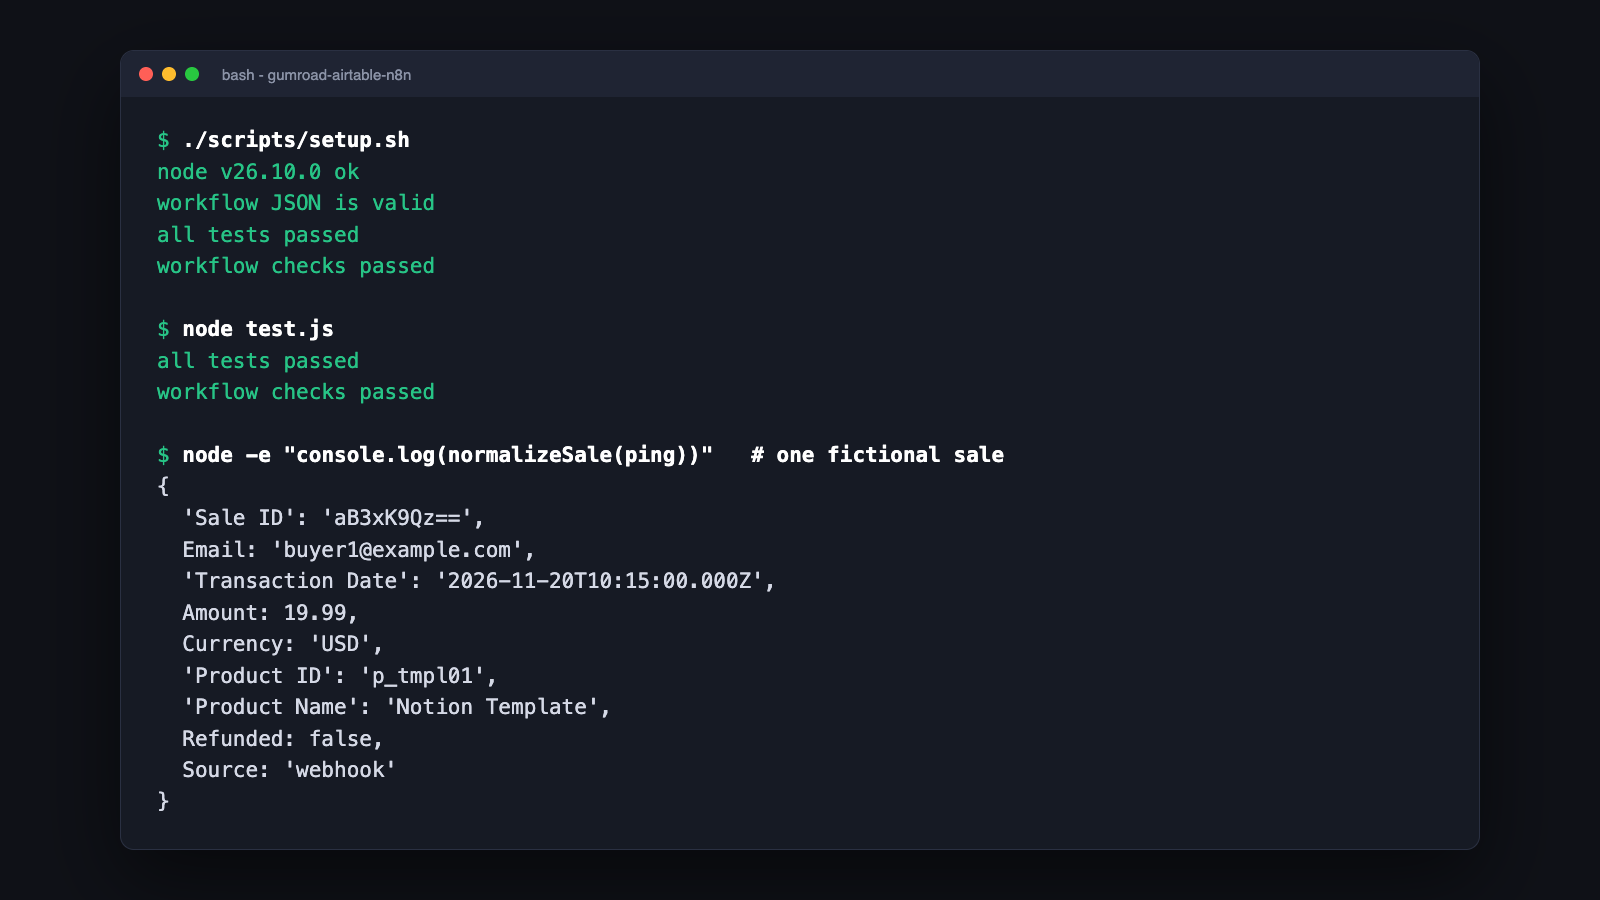 bash - gumroad-airtable-n8n
$ ./scripts/setup.sh
node v26.10.0 ok
workflow JSON is valid
all tests passed
workflow checks passed
$ node test.js
all tests passed
workflow checks passed
$ node -e "console.log(normalizeSale(ping))"   # one fictional sale
{
  'Sale ID': 'aB3xK9Qz==',
  Email: 'buyer1@example.com',
  'Transaction Date': '2026-11-20T10:15:00.000Z',
  Amount: 19.99,
  Currency: 'USD',
  'Product ID': 'p_tmpl01',
  'Product Name': 'Notion Template',
  Refunded: false,
  Source: 'webhook'
}